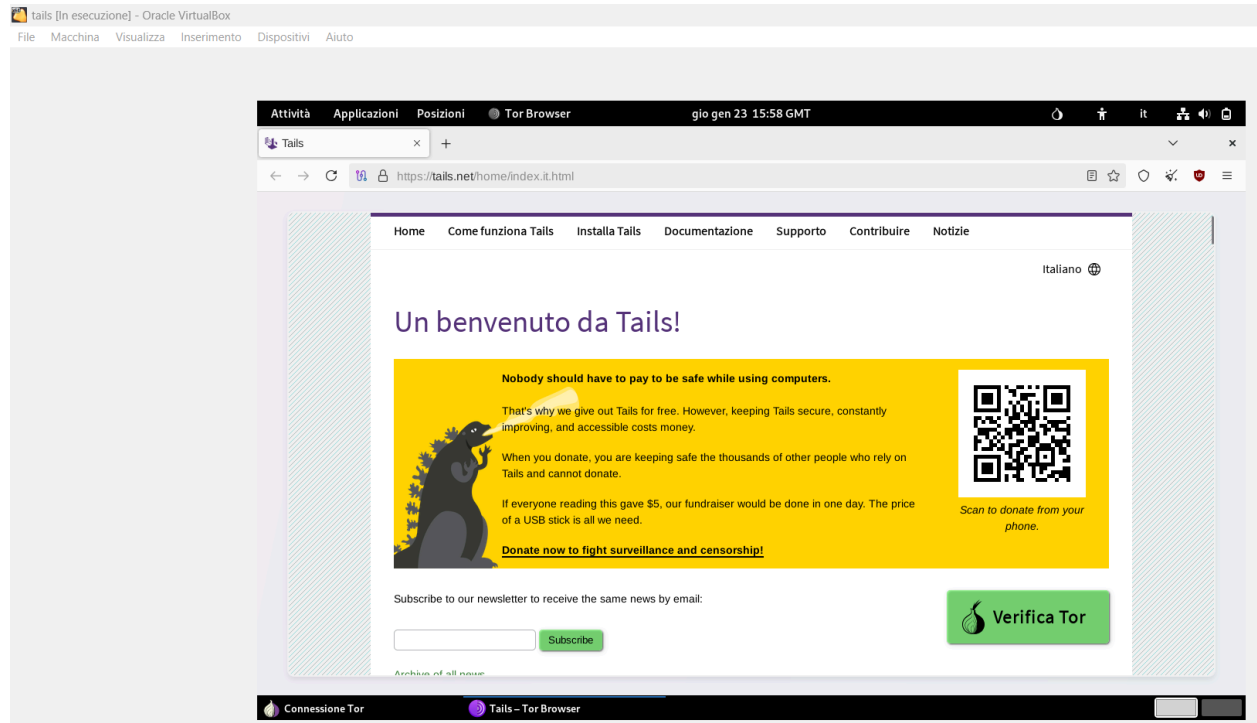 tails [In esecuzione] - Oracle VirtualBox
File Macchina Visualizza Inserimento Dispositivi Aiuto
Attività Applicazioni Posizioni Tor Browser gio gen 23 15:58 GMT it
Tails
https://tails.net/home/index.it.html
Home Come funziona Tails Installa Tails Documentazione Supporto Contribuire Notizie
Italiano
Un benvenuto da Tails!
Nobody should have to pay to be safe while using computers.
That's why we give out Tails for free. However, keeping Tails secure, constantly
improving, and accessible costs money.
When you donate, you are keeping safe the thousands of other people who rely on
Tails and cannot donate.
If everyone reading this gave $5, our fundraiser would be done in one day. The price
of a USB stick is all we need.
Donate now to fight surveillance and censorship!
Scan to donate from your
phone.
Subscribe to our newsletter to receive the same news by email:
Subscribe
Verifica Tor
Archive of all news
Connessione Tor Tails – Tor Browser